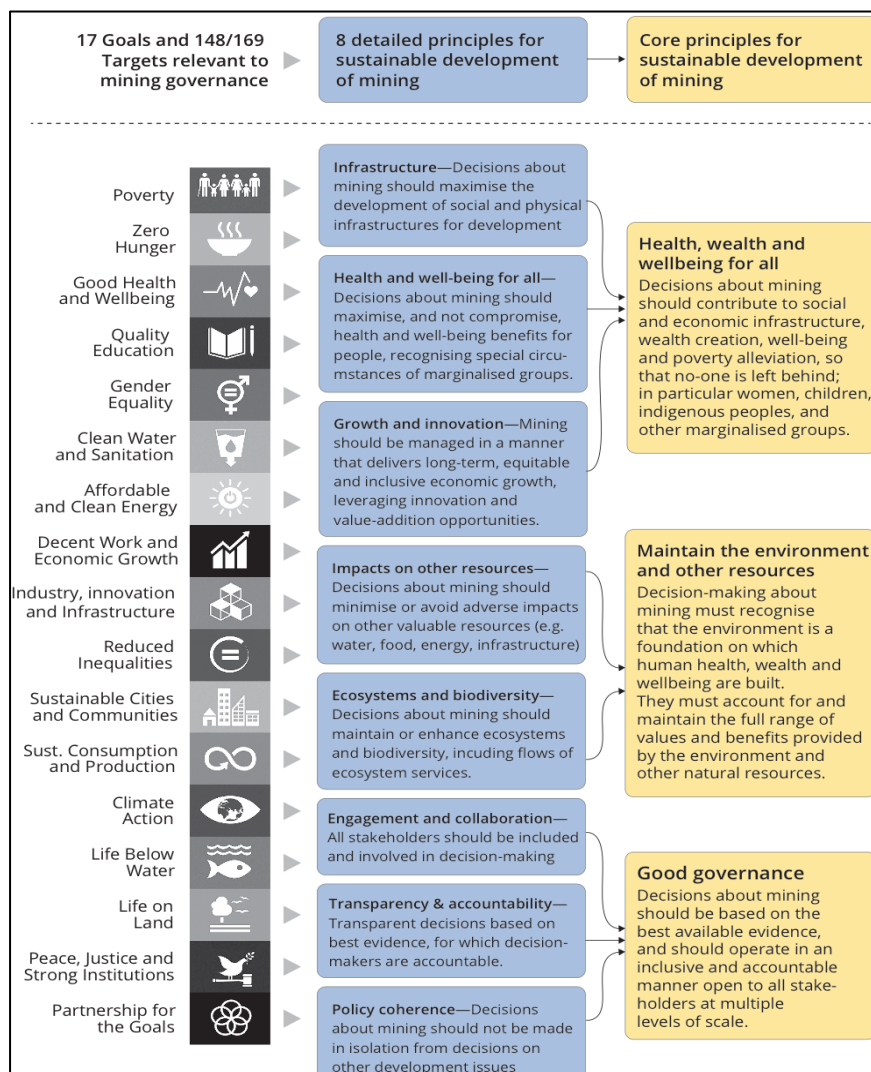 17 Goals and 148/169
Targets relevant to
mining governance
8 detailed principles for
sustainable development
of mining
Core principles for
sustainable development
of mining
Poverty
Zero
Hunger
Good Health
and Wellbeing
Quality
Education
Gender
Equality
Clean Water
and Sanitation
Affordable
and Clean Energy
Decent Work and
Economic Growth
Industry, innovation
and Infrastructure
Reduced
Inequalities
Sustainable Cities
and Communities
Sust. Consumption
and Production
Climate
Action
Life Below
Water
Life on
Land
Peace, Justice and
Strong Institutions
Partnership for
the Goals
Infrastructure—Decisions about
mining should maximise the
development of social and physical
infrastructures for development
Health and well-being for all—
Decisions about mining should
maximise, and not compromise,
health and well-being benefits for
people, recognising special circu-
mstances of marginalised groups.
Growth and innovation—Mining
should be managed in a manner
that delivers long-term, equitable
and inclusive economic growth,
leveraging innovation and
value-addition opportunities.
Impacts on other resources—
Decisions about mining should
minimise or avoid adverse impacts
on other valuable resources (e.g.
water, food, energy, infrastructure)
Ecosystems and biodiversity—
Decisions about mining should
maintain or enhance ecosystems
and biodiversity, incuding flows of
ecosystem services.
Engagement and collaboration—
All stakeholders should be included
and involved in decision-making
Transparency & accountability—
Transparent decisions based on
best evidence, for which decision-
makers are accountable.
Policy coherence—Decisions
about mining should not be made
in isolation from decisions on
other development issues
Health, wealth and
wellbeing for all
Decisions about mining
should contribute to social
and economic infrastructure,
wealth creation, well-being
and poverty alleviation, so
that no-one is left behind;
in particular women, children,
indigenous peoples, and
other marginalised groups.
Maintain the environment
and other resources
Decision-making about
mining must recognise
that the environment is a
foundation on which
human health, wealth and
wellbeing are built.
They must account for and
maintain the full range of
values and benefits provided
by the environment and
other natural resources.
Good governance
Decisions about mining
should be based on the
best available evidence,
and should operate in an
inclusive and accountable
manner open to all stake-
holders at multiple
levels of scale.